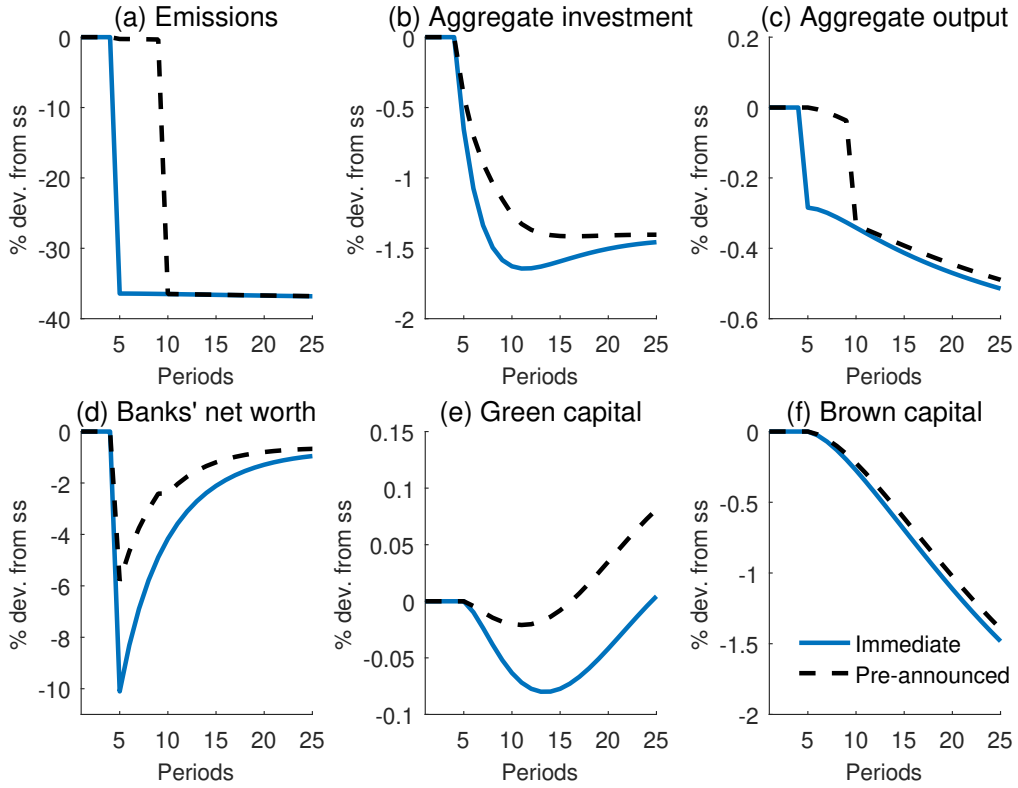 (a) Emissions
0
-10
-20
-30
-40
% dev. from ss
5 10 15 20 25
Periods
(b) Aggregate investment
0
-0.5
-1
-1.5
-2
% dev. from ss
5 10 15 20 25
Periods
(c) Aggregate output
0.2
0
-0.2
-0.4
-0.6
% dev. from ss
5 10 15 20 25
Periods
(d) Banks' net worth
0
-2
-4
-6
-8
-10
% dev. from ss
5 10 15 20 25
Periods
(e) Green capital
0.15
0.1
0.05
0
-0.05
-0.1
% dev. from ss
5 10 15 20 25
Periods
(f) Brown capital
0
-0.5
-1
-1.5
-2
% dev. from ss
Immediate
Pre-announced
5 10 15 20 25
Periods